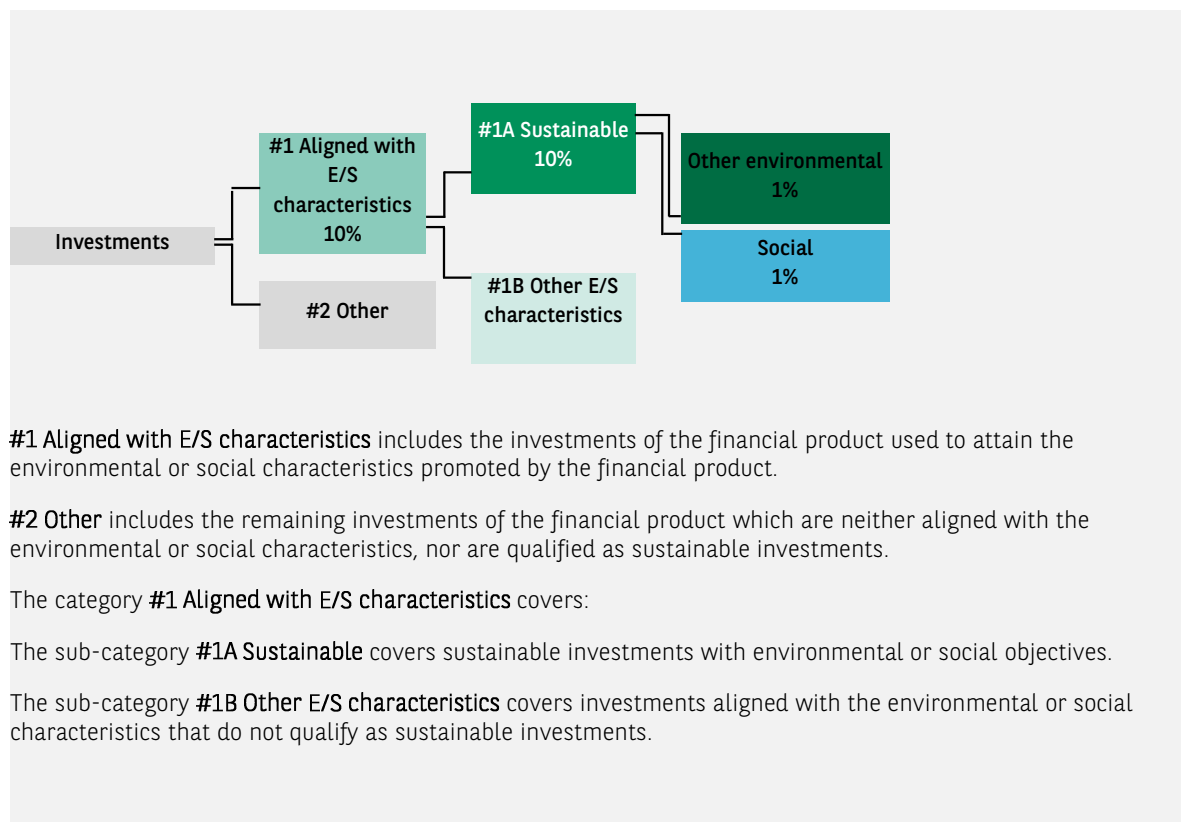 #1A Sustainable
10%
#1 Aligned with
E/S
characteristics
10%
Other environmental
1%
Investments
Social
1%
#2 Other
#1B Other E/S
characteristics
#1 Aligned with E/S characteristics includes the investments of the financial product used to attain the
environmental or social characteristics promoted by the financial product.
#2 Other includes the remaining investments of the financial product which are neither aligned with the
environmental or social characteristics, nor are qualified as sustainable investments.
The category #1 Aligned with E/S characteristics covers:
The sub-category #1A Sustainable covers sustainable investments with environmental or social objectives.
The sub-category #1B Other E/S characteristics covers investments aligned with the environmental or social
characteristics that do not qualify as sustainable investments.